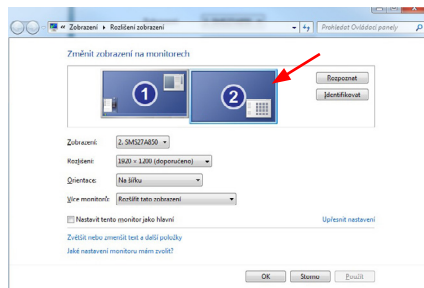 Zobrazení ▸ Rozlišení zobrazení
Prohledat Ovládací panely
Změnit zobrazení na monitorech
1
2
Rozpoznat
Identifikovat
Zobrazení: 2. SMS27A850
Rozlišení: 1920 × 1200 (doporučeno)
Orientace: Na šířku
Více monitorů: Rozšířit tato zobrazení
Nastavit tento monitor jako hlavní
Upřesnit nastavení
Zvětšit nebo zmenšit text a další položky
Jaké nastavení monitoru mám zvolit?
OK
Storno
Použít